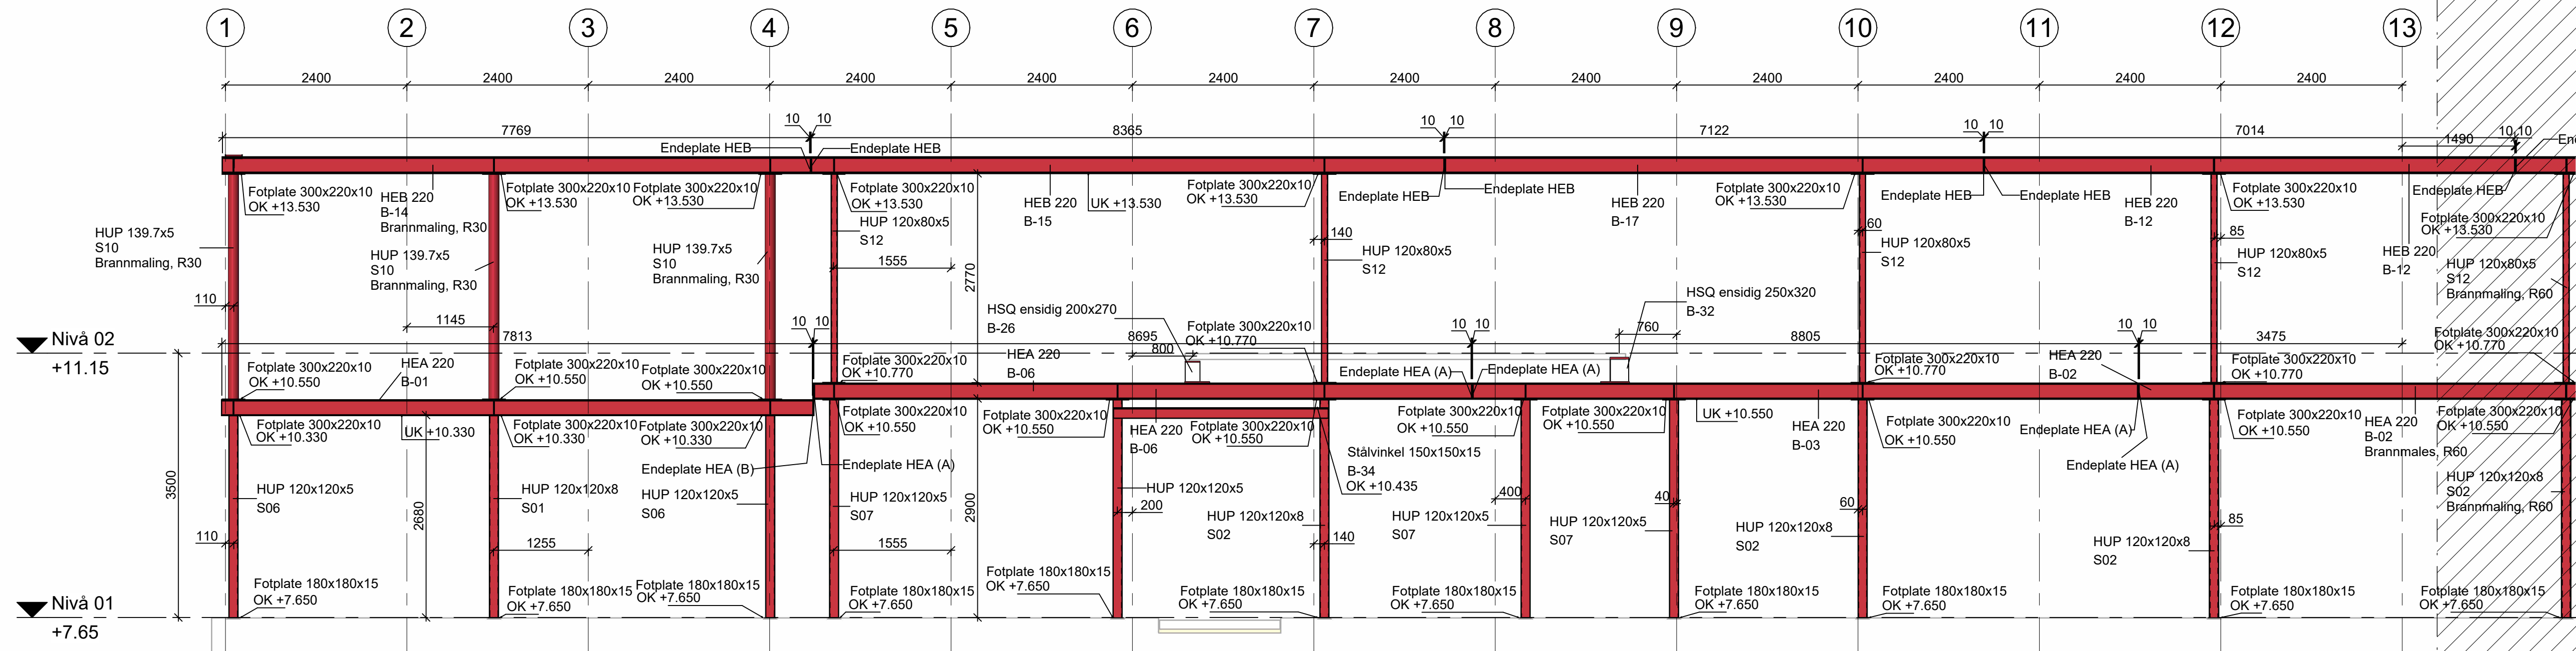 1 2 3 4 5 6 7 8 9 10 11 12 13
2400 2400 2400 2400 2400 2400 2400 2400 2400 2400 2400 2400
7769 10 10 8365 10 10 7122 10 10 7014 1490 10 10
Endeplate HEB
Endeplate HEB
Fotplate 300x220x10
OK +13.530
HEB 220
B-14
Brannmaling, R30
Fotplate 300x220x10
OK +13.530
Fotplate 300x220x10
OK +13.530
Fotplate 300x220x10
OK +13.530
HUP 120x80x5
S12
HEB 220
B-15
UK +13.530
Fotplate 300x220x10
OK +13.530
Endeplate HEB
Endeplate HEB
HEB 220
B-17
Fotplate 300x220x10
OK +13.530
Endeplate HEB
Endeplate HEB
HEB 220
B-12
Fotplate 300x220x10
OK +13.530
Endeplate HEB
Fotplate 300x220x10
OK +13.530
HUP 139.7x5
S10
Brannmaling, R30
HUP 139.7x5
S10
Brannmaling, R30
HUP 139.7x5
S10
Brannmaling, R30
1555
2770
140
HUP 120x80x5
S12
60
HUP 120x80x5
S12
85
HUP 120x80x5
S12
HEB 220
B-12
HUP 120x80x5
S12
Brannmaling, R60
110
1145
HSQ ensidig 200x270
B-26
HSQ ensidig 250x320
B-32
Nivå 02
+11.15
7813
10 10
8695
800
Fotplate 300x220x10
OK +10.770
10 10
760
8805
10 10
3475
Fotplate 300x220x10
OK +10.770
Fotplate 300x220x10
OK +10.550
HEA 220
B-01
Fotplate 300x220x10
OK +10.550
Fotplate 300x220x10
OK +10.550
Fotplate 300x220x10
OK +10.770
HEA 220
B-06
Endeplate HEA (A)
Endeplate HEA (A)
Fotplate 300x220x10
OK +10.770
HEA 220
B-02
Fotplate 300x220x10
OK +10.770
Fotplate 300x220x10
OK +10.330
UK +10.330
Fotplate 300x220x10
OK +10.330
Fotplate 300x220x10
OK +10.330
Fotplate 300x220x10
OK +10.550
Fotplate 300x220x10
OK +10.550
HEA 220
B-06
Fotplate 300x220x10
OK +10.550
Fotplate 300x220x10
OK +10.550
Fotplate 300x220x10
OK +10.550
UK +10.550
HEA 220
B-03
Fotplate 300x220x10
OK +10.550
Endeplate HEA (A)
Fotplate 300x220x10
OK +10.550
HEA 220
B-02
Brannmales, R60
Fotplate 300x220x10
OK +10.550
Endeplate HEA (B)
Endeplate HEA (A)
Stålvinkel 150x150x15
B-34
OK +10.435
Endeplate HEA (A)
3500
HUP 120x120x5
S06
2680
HUP 120x120x8
S01
HUP 120x120x5
S06
HUP 120x120x5
S07
2900
HUP 120x120x5
200
HUP 120x120x8
S02
140
400
HUP 120x120x5
S07
HUP 120x120x5
S07
40
HUP 120x120x8
S02
60
HUP 120x120x8
S02
85
HUP 120x120x8
S02
Brannmaling, R60
110
1255
1555
Nivå 01
+7.65
Fotplate 180x180x15
OK +7.650
Fotplate 180x180x15
OK +7.650
Fotplate 180x180x15
OK +7.650
Fotplate 180x180x15
OK +7.650
Fotplate 180x180x15
OK +7.650
Fotplate 180x180x15
OK +7.650
Fotplate 180x180x15
OK +7.650
Fotplate 180x180x15
OK +7.650
Fotplate 180x180x15
OK +7.650
Fotplate 180x180x15
OK +7.650
Fotplate 180x180x15
OK +7.650